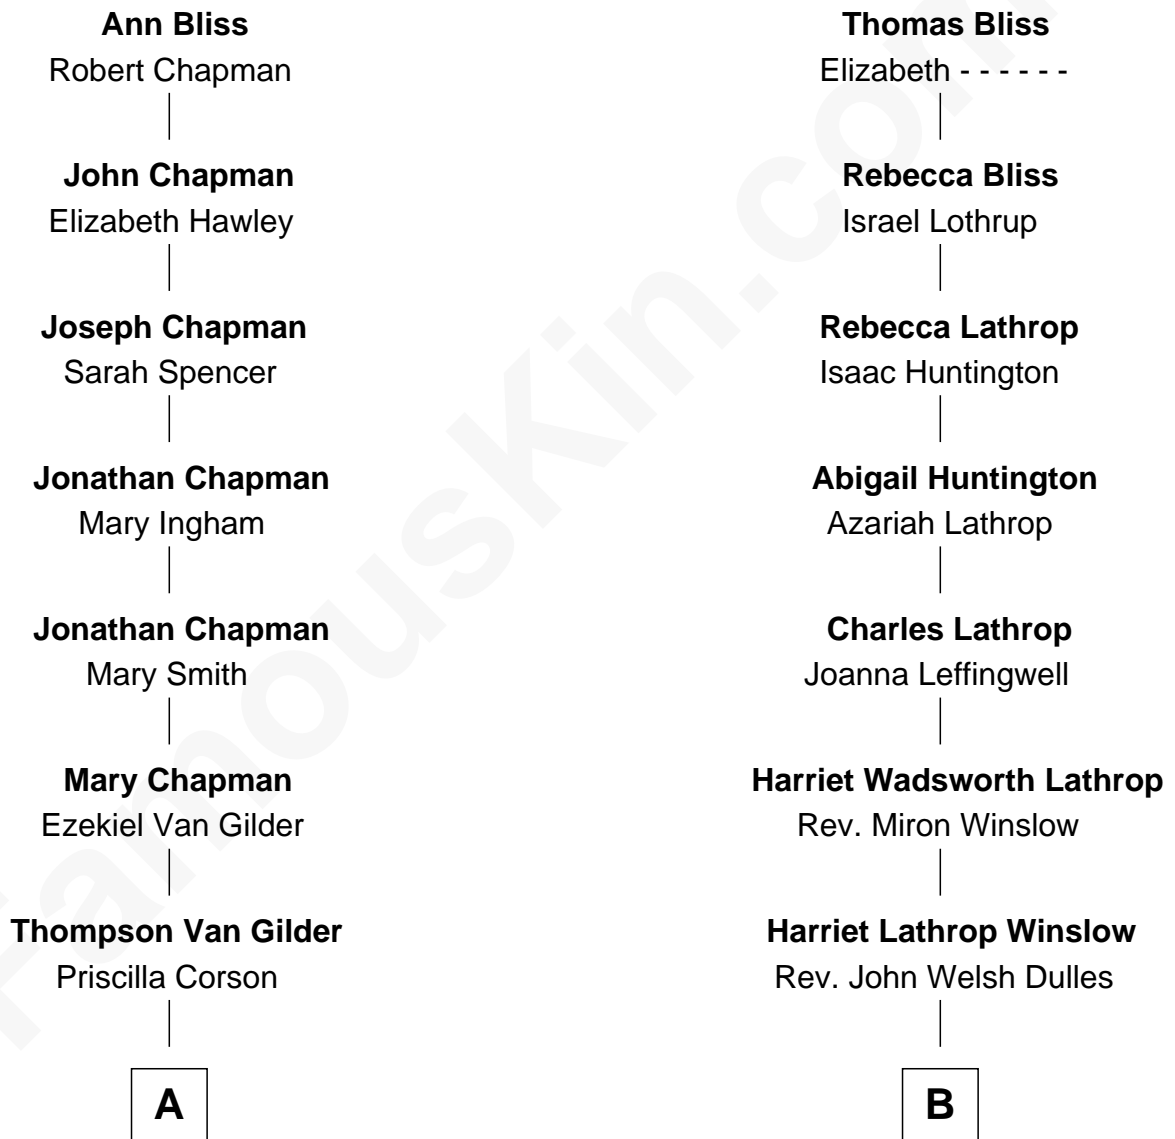 Ann Bliss
Robert Chapman
John Chapman
Elizabeth Hawley
Joseph Chapman
Sarah Spencer
Jonathan Chapman
Mary Ingham
Jonathan Chapman
Mary Smith
Mary Chapman
Ezekiel Van Gilder
Thompson Van Gilder
Priscilla Corson
A
Thomas Bliss
Elizabeth - - - - - -
Rebecca Bliss
Israel Lothrup
Rebecca Lathrop
Isaac Huntington
Abigail Huntington
Azariah Lathrop
Charles Lathrop
Joanna Leffingwell
Harriet Wadsworth Lathrop
Rev. Miron Winslow
Harriet Lathrop Winslow
Rev. John Welsh Dulles
B
FamousKin.com